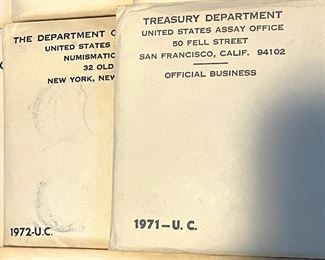 THE DEPARTMENT O
UNITED STATES
NUMISMATIC
32 OLD
NEW YORK, NEW
1972-U.C.
TREASURY DEPARTMENT
UNITED STATES ASSAY OFFICE
50 FELL STREET
SAN FRANCISCO, CALIF. 94102
OFFICIAL BUSINESS
1971-U. C.